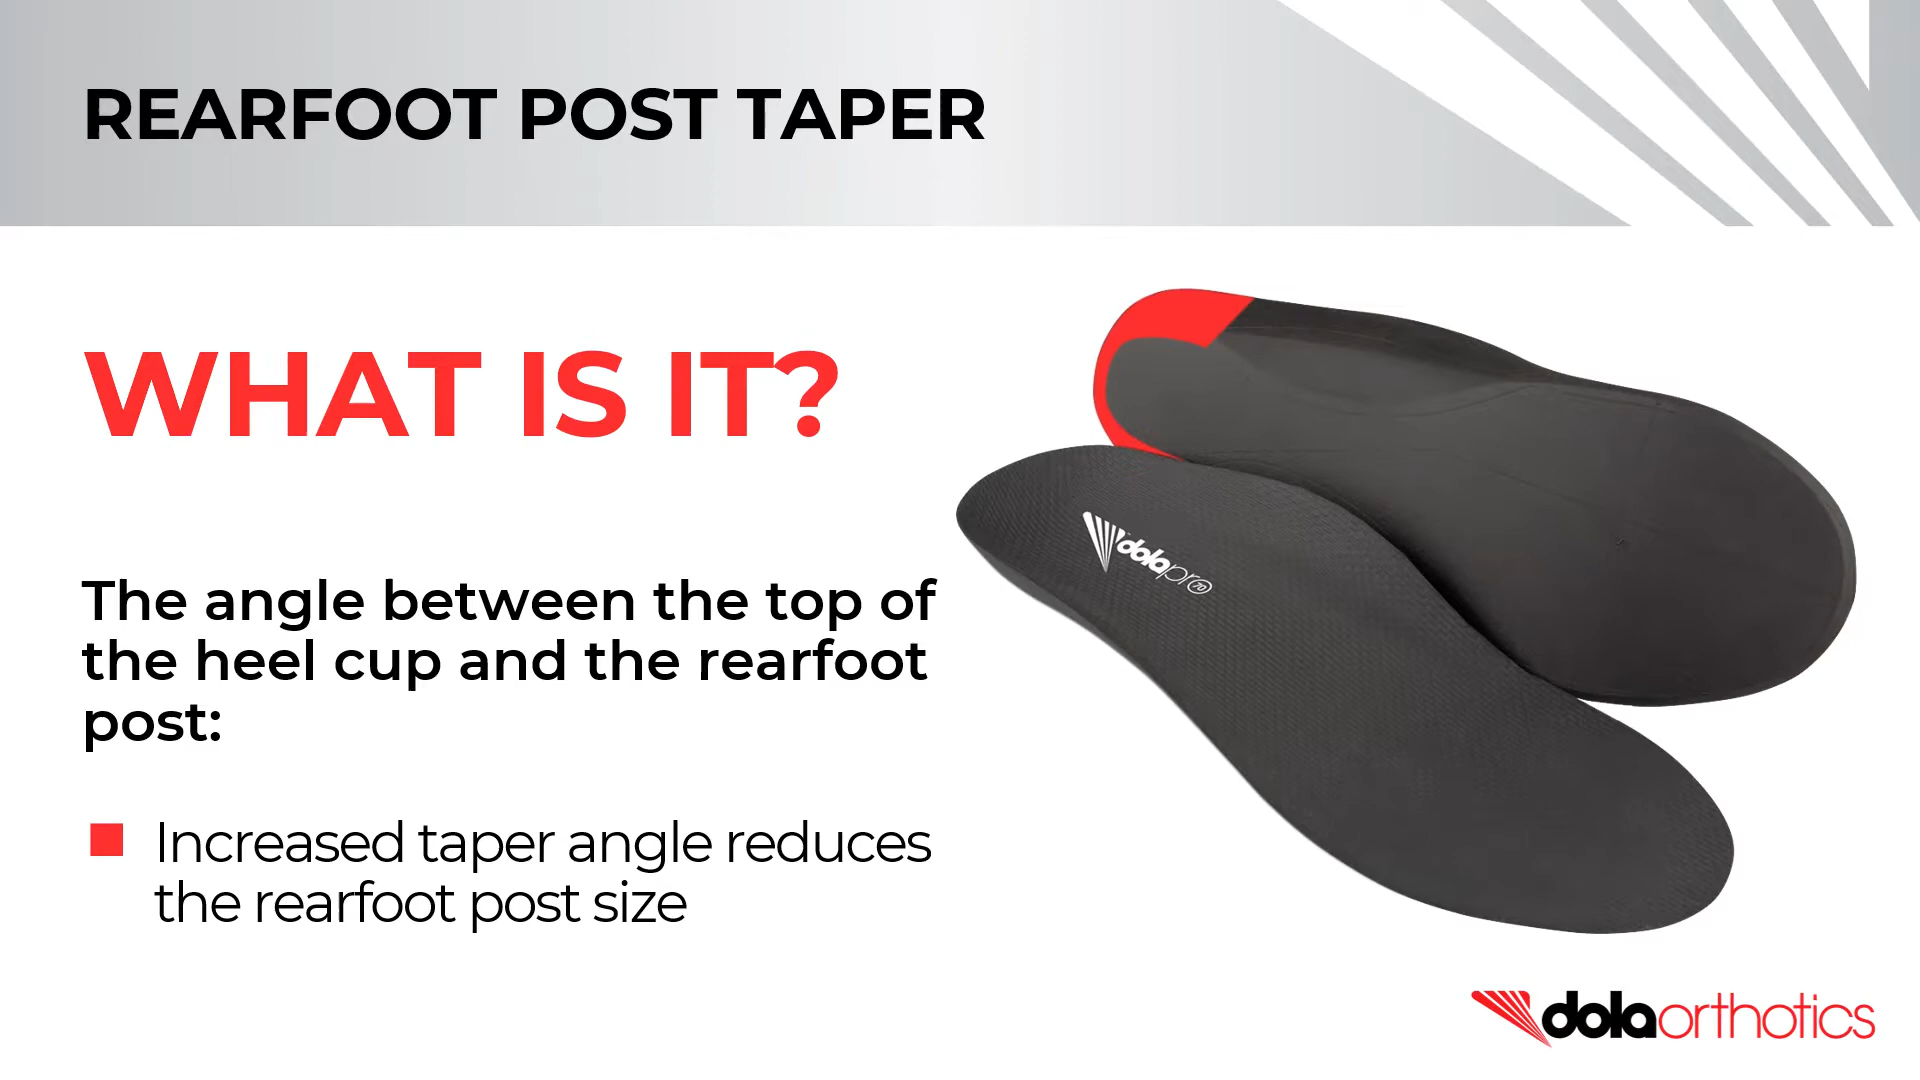 REARFOOT POST TAPER
WHAT IS IT?
The angle between the top of
the heel cup and the rearfoot
post:
Increased taper angle reduces
the rearfoot post size
dolapro 70
dolaorthotics